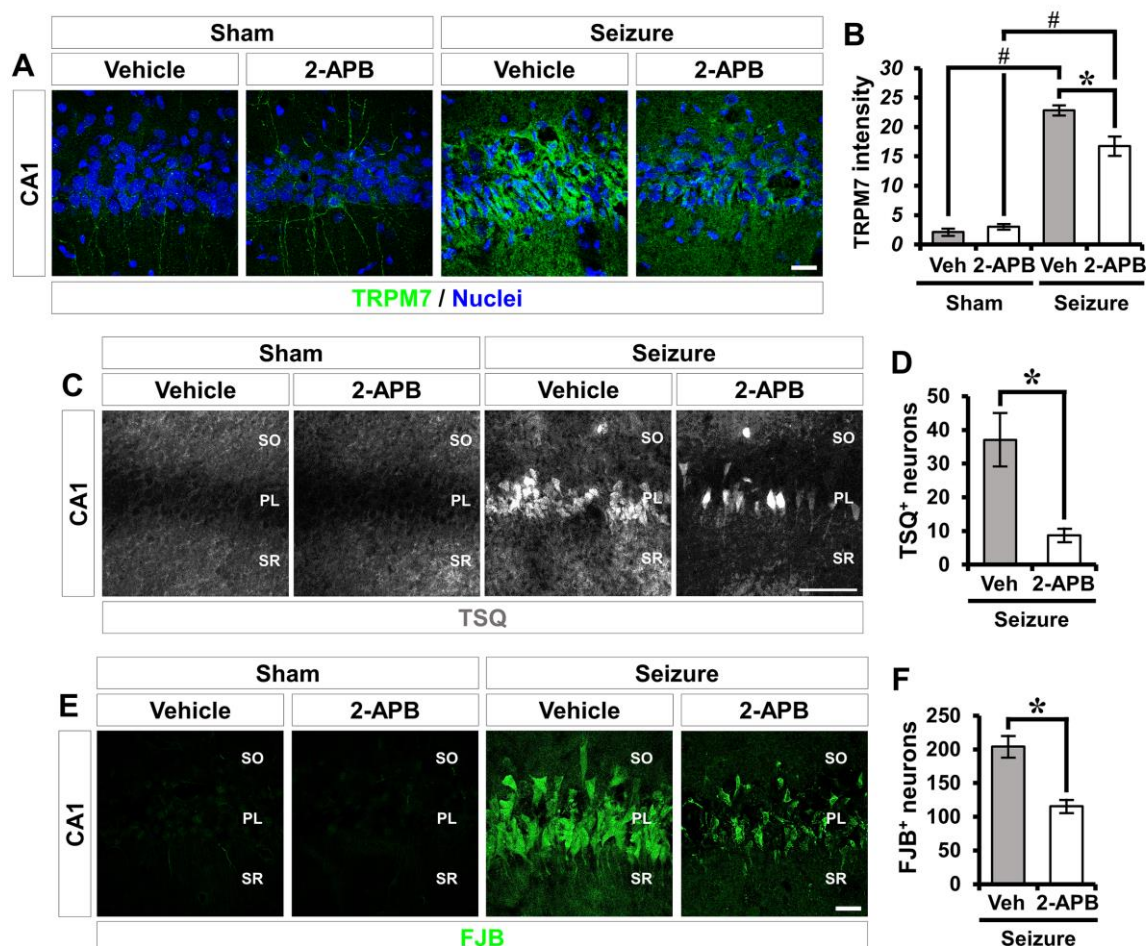 Sham
Seizure
A
Vehicle
2-APB
Vehicle
2-APB
CA1
TRPM7 / Nuclei
B
#
#
*
TRPM7 intensity
30
25
20
15
10
5
0
Veh 2-APB Veh 2-APB
Sham
Seizure
Sham
Seizure
C
Vehicle
2-APB
Vehicle
2-APB
CA1
SO
SO
SO
SO
PL
PL
PL
PL
SR
SR
SR
SR
TSQ
D
*
TSQ+ neurons
50
40
30
20
10
0
Veh 2-APB
Seizure
Sham
Seizure
E
Vehicle
2-APB
Vehicle
2-APB
CA1
SO
SO
SO
SO
PL
PL
PL
PL
SR
SR
SR
SR
FJB
F
*
FJB+ neurons
250
200
150
100
50
0
Veh 2-APB
Seizure